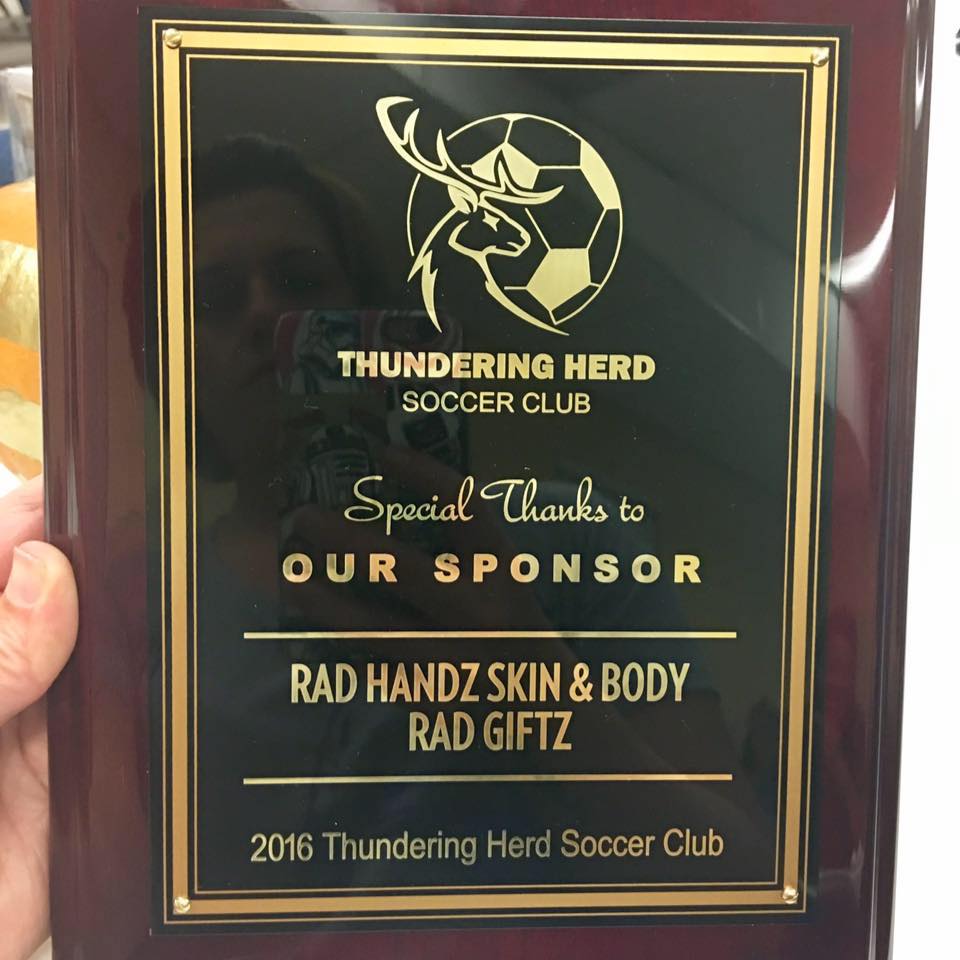 THUNDERING HERD
SOCCER CLUB
Special Thanks to
OUR SPONSOR
RAD HANDZ SKIN & BODY
RAD GIFTZ
2016 Thundering Herd Soccer Club